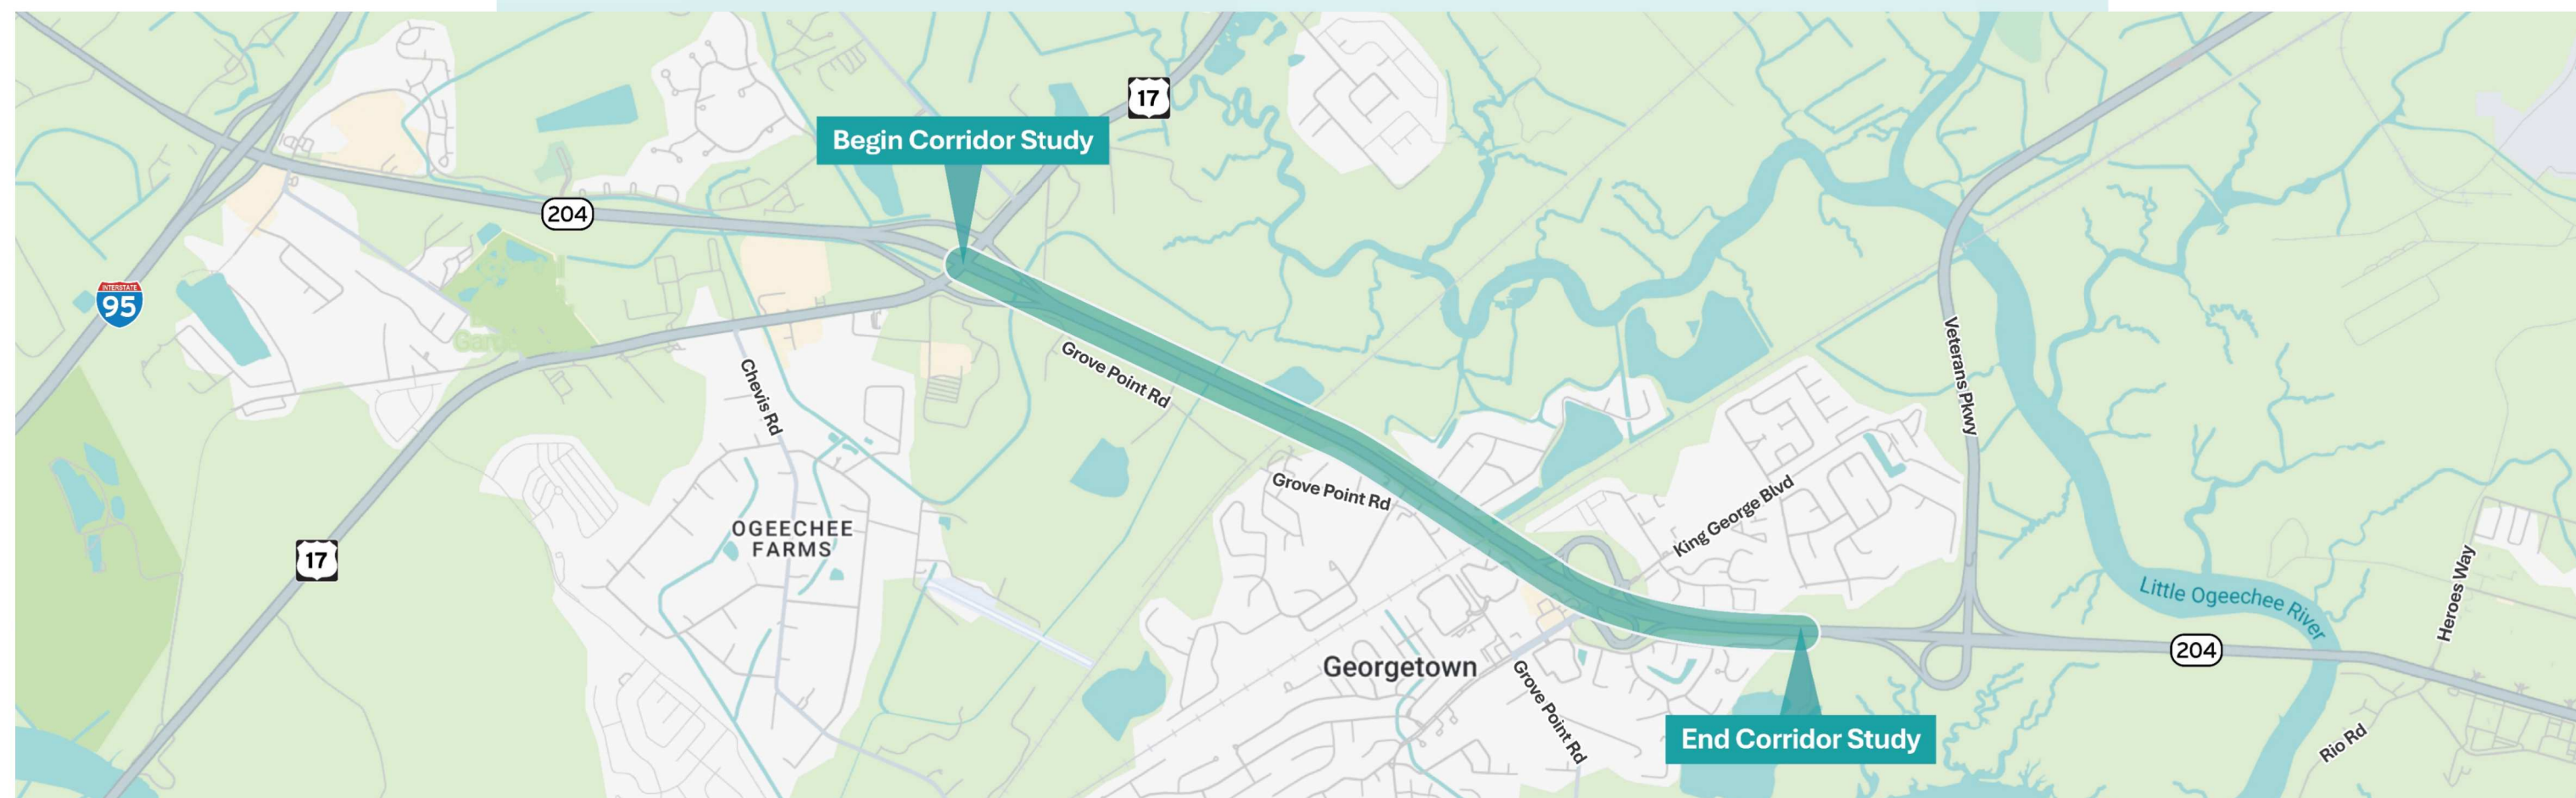 17
Begin Corridor Study
204
INTERSTATE
95
Grove Point Rd
Veterans Pkwy
Chevis Rd
Grove Point Rd
King George Blvd
OGEECHEE
FARMS
17
Little Ogeechee River
Heroes Way
204
Georgetown
Grove Point Rd
End Corridor Study
Rio Rd